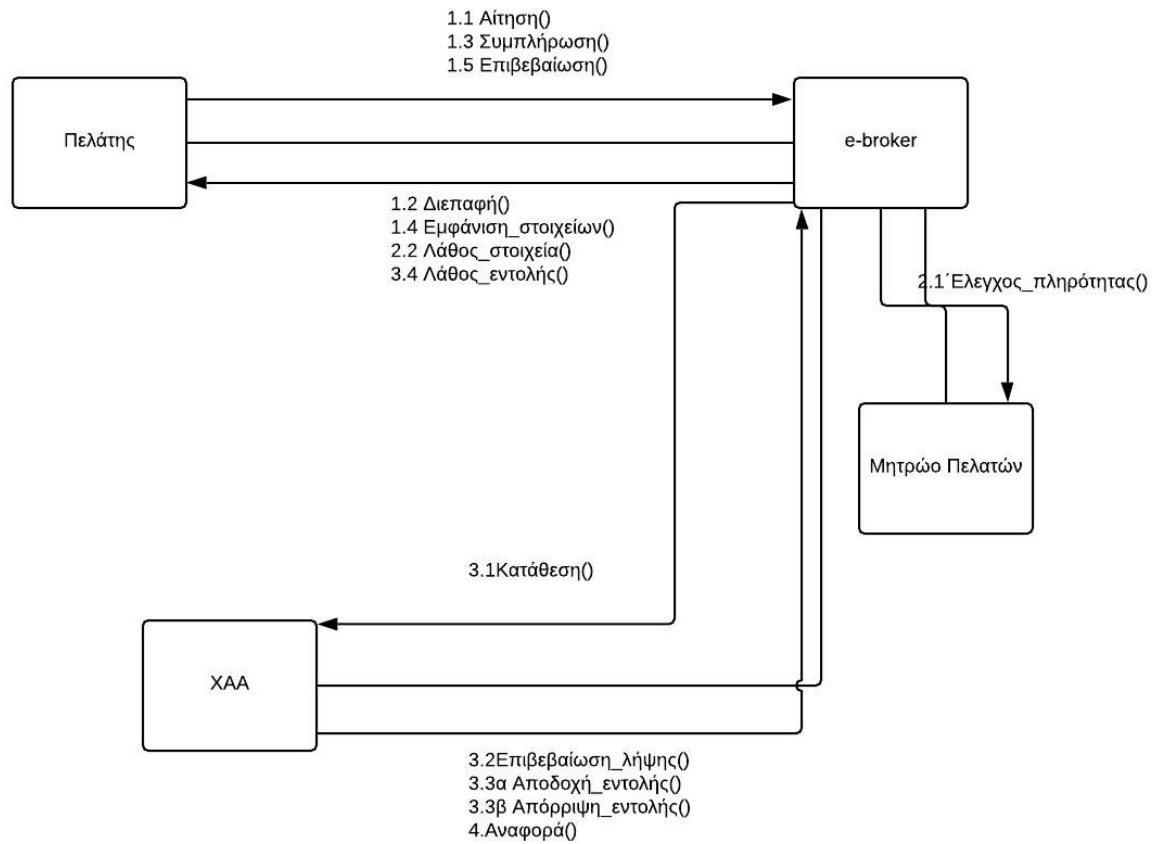 1.1 Αίτηση()
1.3 Συμπλήρωση()
1.5 Επιβεβαίωση()
Πελάτης
e-broker
1.2 Διεπαφή()
1.4 Εμφάνιση_στοιχείων()
2.2 Λάθος_στοιχεία()
3.4 Λάθος_εντολής()
2.1΄Ελεγχος_πληρότητας()
Μητρώο Πελατών
3.1Κατάθεση()
ΧΑΑ
3.2Επιβεβαίωση_λήψης()
3.3α Αποδοχή_εντολής()
3.3β Απόρριψη_εντολής()
4.Αναφορά()